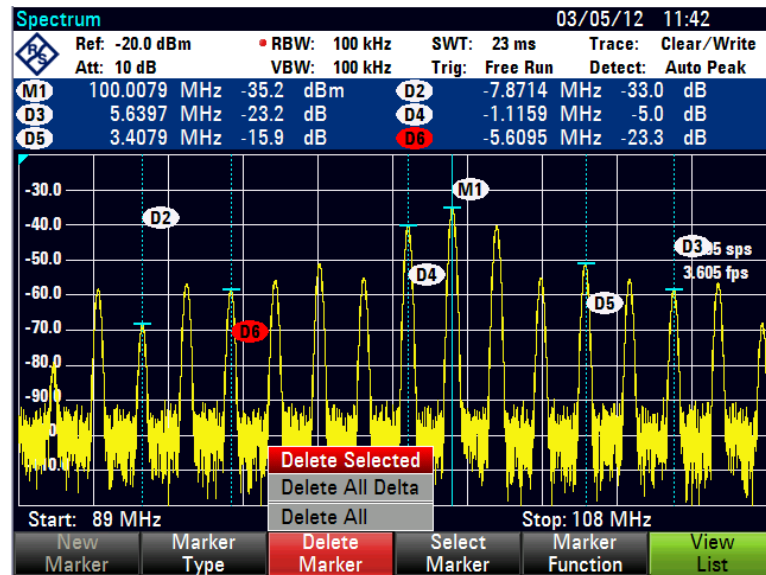 Spectrum 03/05/12 11:42
R&S Ref: -20.0 dBm RBW: 100 kHz SWT: 23 ms Trace: Clear/Write
Att: 10 dB VBW: 100 kHz Trig: Free Run Detect: Auto Peak
M1 100.0079 MHz -35.2 dBm D2 -7.8714 MHz -33.0 dB
D3 5.6397 MHz -23.2 dB D4 -1.1159 MHz -5.0 dB
D5 3.4079 MHz -15.9 dB D6 -5.6095 MHz -23.3 dB
-30.0
M1
-40.0
D2
D3
-50.0
D4
3.605 fps
-60.0
D5
-70.0
D6
-80.0
-90
Delete Selected
Delete All Delta
Delete All
Start: 89 MHz Stop: 108 MHz
New Marker
Marker Type
Delete Marker
Select Marker
Marker Function
View List